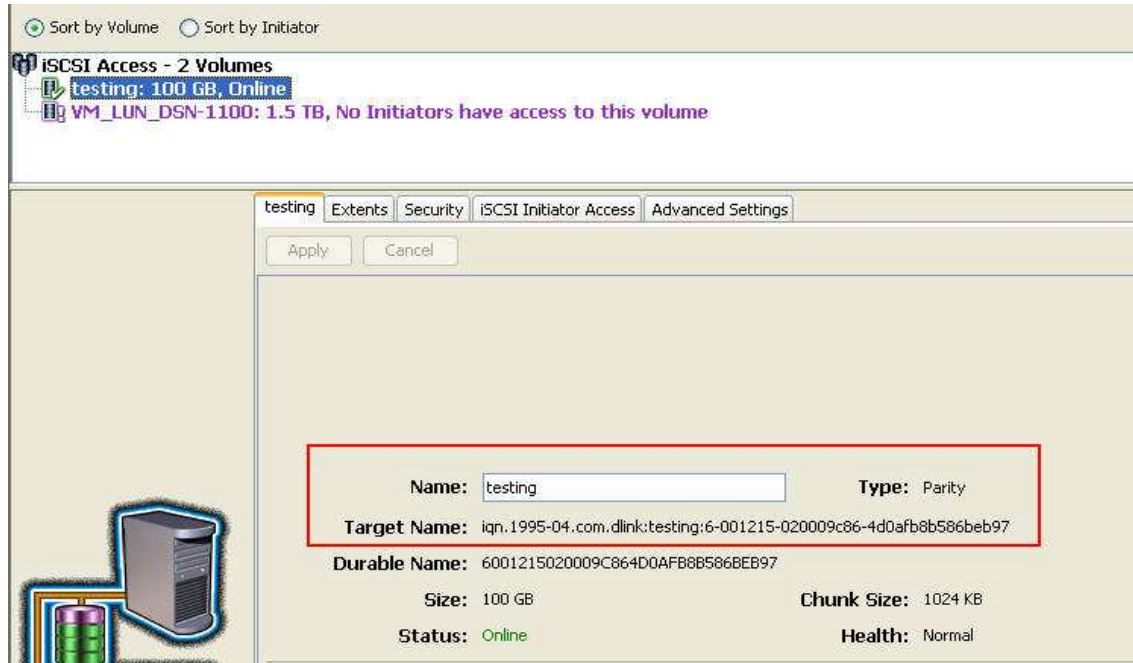 Sort by Volume Sort by Initiator
iSCSI Access - 2 Volumes
testing: 100 GB, Online
VM_LUN_DSN-1100: 1.5 TB, No Initiators have access to this volume
testing Extents Security iSCSI Initiator Access Advanced Settings
Apply Cancel
Name: testing Type: Parity
Target Name: iqn.1995-04.com.dlink:testing:6-001215-020009c86-4d0afb8b586beb97
Durable Name: 6001215020009C864D0AFB8B586BEB97
Size: 100 GB Chunk Size: 1024 KB
Status: Online Health: Normal